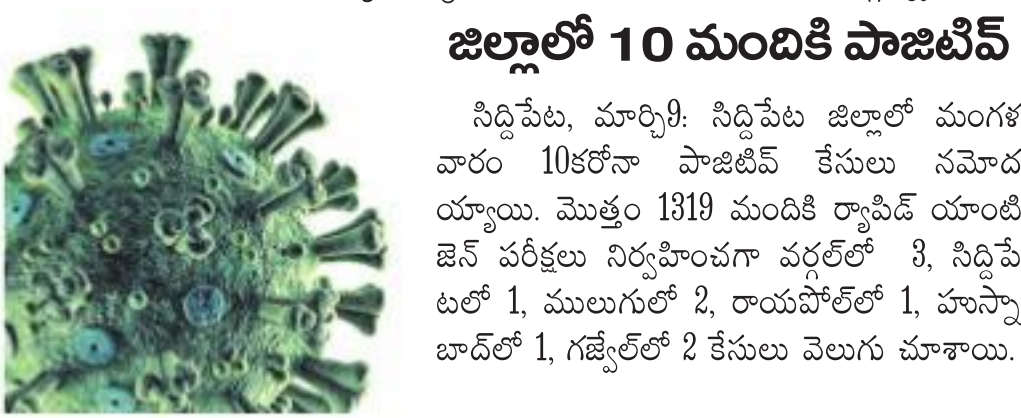 జిల్లాలో 10 మందికి పాజిటివ్
సిద్దిపేట, మార్చి9: సిద్దిపేట జిల్లాలో మంగళ
వారం 10కరోనా పాజిటివ్ కేసులు నమోద
య్యాయి. మొత్తం 1319 మందికి ర్యాపిడ్ యాంటి
జెన్ పరీక్షలు నిర్వహించగా వర్గల్‌లో 3, సిద్దిపే
టలో 1, ములుగులో 2, రాయపోల్‌లో 1, హుస్నా
బాద్‌లో 1, గజ్వేల్‌లో 2 కేసులు వెలుగు చూశాయి.